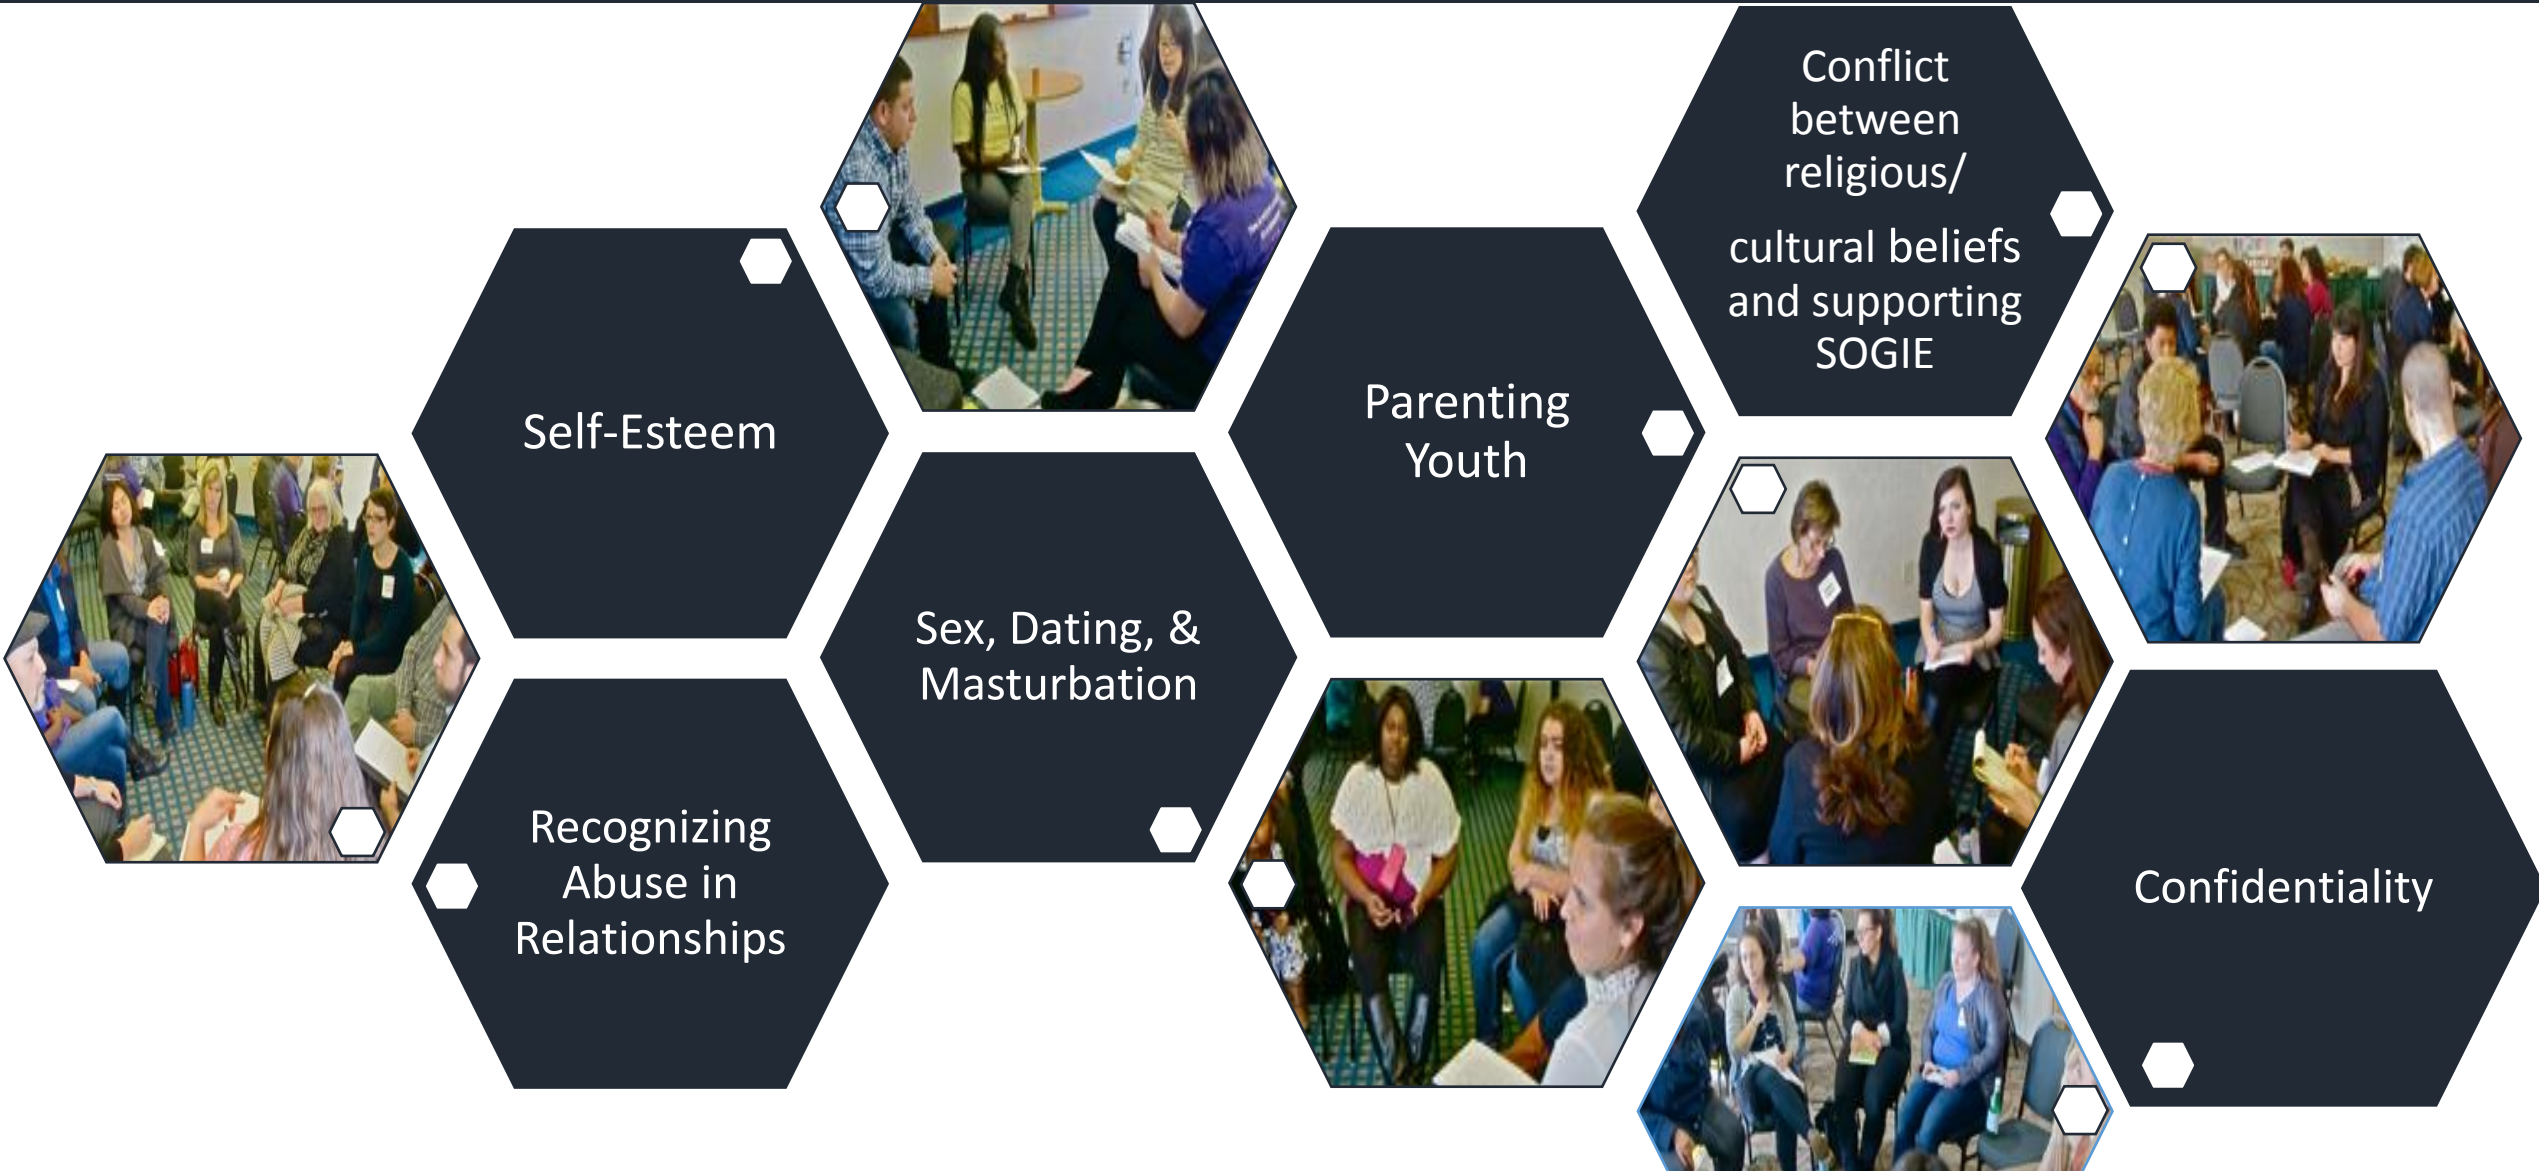 Self-Esteem
Recognizing
Abuse in
Relationships
Sex, Dating, &
Masturbation
Parenting
Youth
Conflict
between
religious/
cultural beliefs
and supporting
SOGIE
Confidentiality